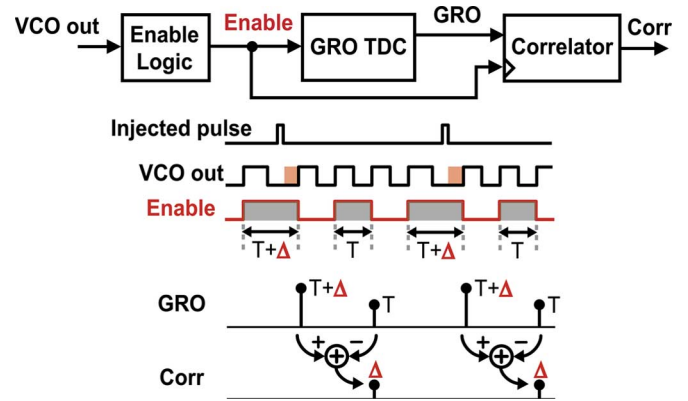 VCO out
Enable
Logic
Enable
GRO TDC
GRO
Correlator
Corr
Injected pulse
VCO out
Enable
T+Δ
T
T+Δ
T
GRO
T+Δ
T
T+Δ
T
+
−
+
+
−
+
Corr
Δ
Δ